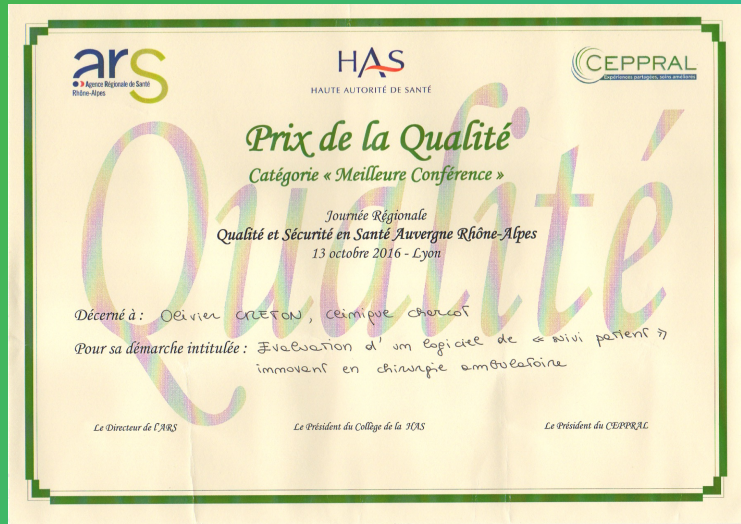 ars
Agence Régionale de Santé
Rhône-Alpes
HAS
HAUTE AUTORITÉ DE SANTÉ
CEPPRAL
Expériences partagées, soins améliorés
Qualité
Prix de la Qualité
Catégorie « Meilleure Conférence »
Journée Régionale
Qualité et Sécurité en Santé Auvergne Rhône-Alpes
13 octobre 2016 - Lyon
Décerné à : Olivier CRETON, Clinique Charcot
Pour sa démarche intitulée : Evaluation d'un logiciel de « suivi patient »
innovant en chirurgie ambulatoire
Le Directeur de l'ARS
Le Président du Collège de la HAS
Le Président du CEPPRAL